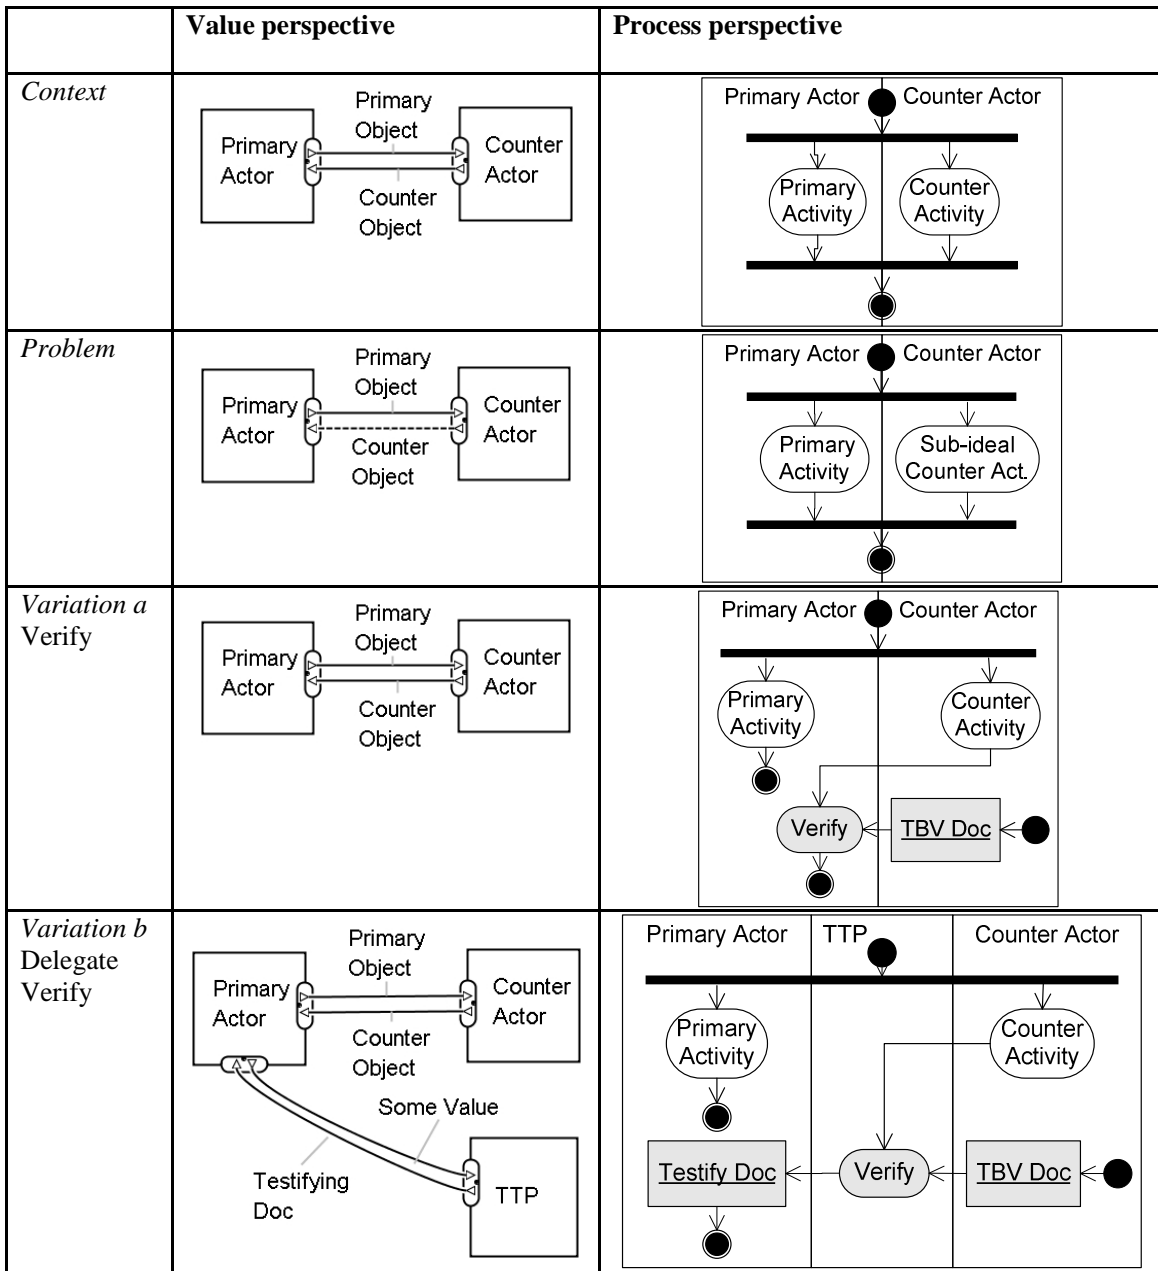 Value perspective
Process perspective
Context
Primary
Object
Primary
Actor
Counter
Actor
Counter
Object
Primary Actor
Counter Actor
Primary
Activity
Counter
Activity
Problem
Primary
Object
Primary
Actor
Counter
Actor
Counter
Object
Primary Actor
Counter Actor
Primary
Activity
Sub-ideal
Counter Act.
Variation a
Verify
Primary
Object
Primary
Actor
Counter
Actor
Counter
Object
Primary Actor
Counter Actor
Primary
Activity
Counter
Activity
Verify
TBV Doc
Variation b
Delegate
Verify
Primary
Object
Primary
Actor
Counter
Actor
Counter
Object
Some Value
Testifying
Doc
TTP
Primary Actor
TTP
Counter Actor
Primary
Activity
Counter
Activity
Testify Doc
Verify
TBV Doc